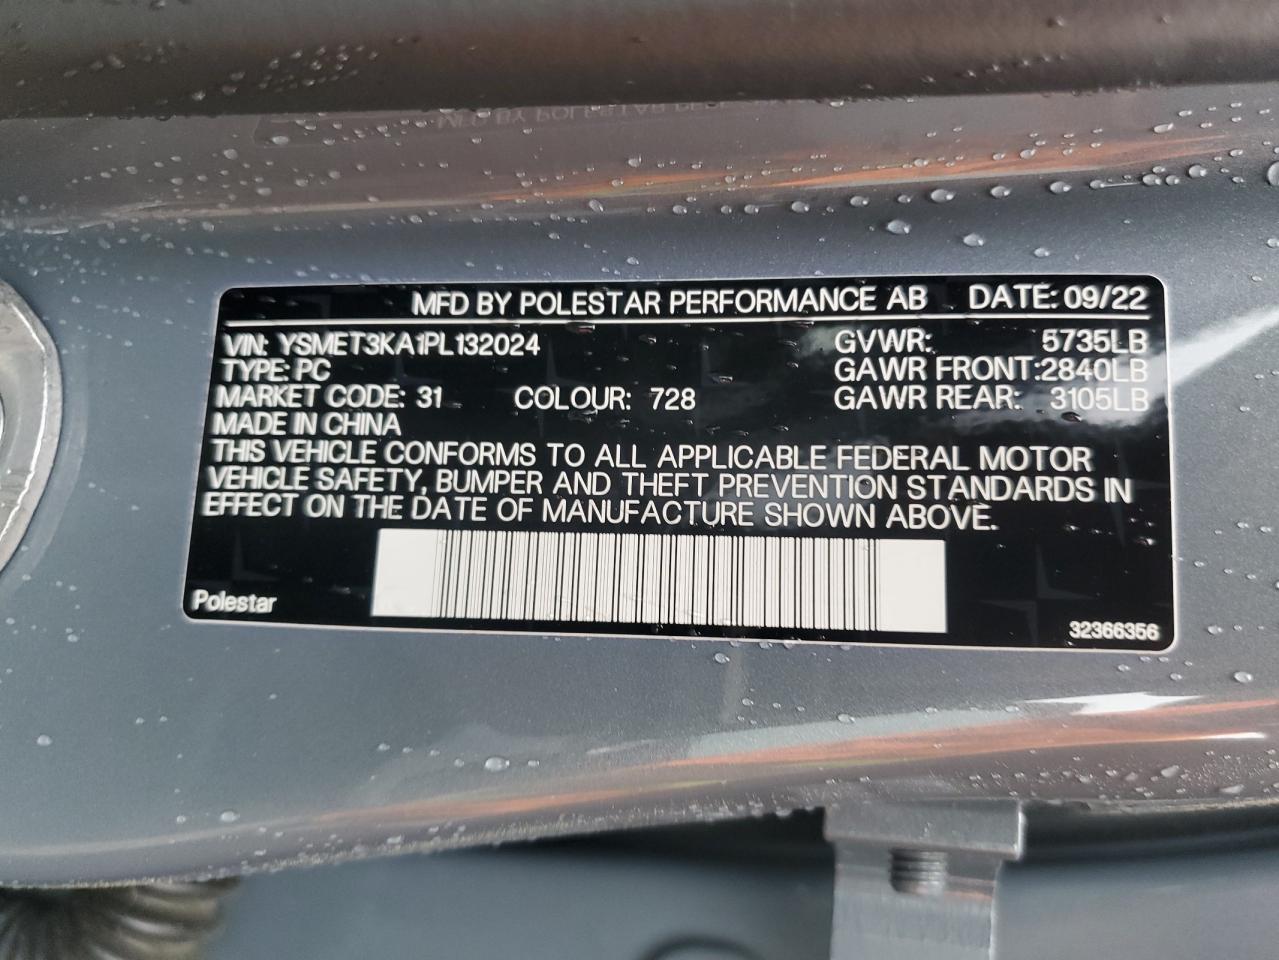 MFD BY POLESTAR PERFORMANCE AB DATE: 09/22
VIN: YSMET3KA1PL132024 GVWR: 5735LB
TYPE: PC GAWR FRONT: 2840LB
MARKET CODE: 31 COLOUR: 728 GAWR REAR: 3105LB
MADE IN CHINA
THIS VEHICLE CONFORMS TO ALL APPLICABLE FEDERAL MOTOR
VEHICLE SAFETY, BUMPER AND THEFT PREVENTION STANDARDS IN
EFFECT ON THE DATE OF MANUFACTURE SHOWN ABOVE.
Polestar 32366356